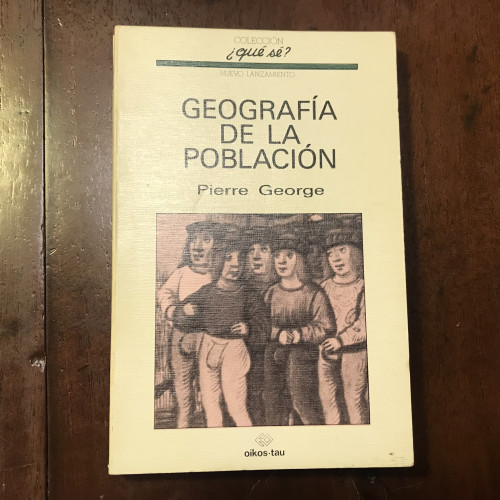 COLECCIÓN
¿qué sé?
NUEVO LANZAMIENTO
GEOGRAFÍA
DE LA
POBLACIÓN
Pierre George
oikos-tau